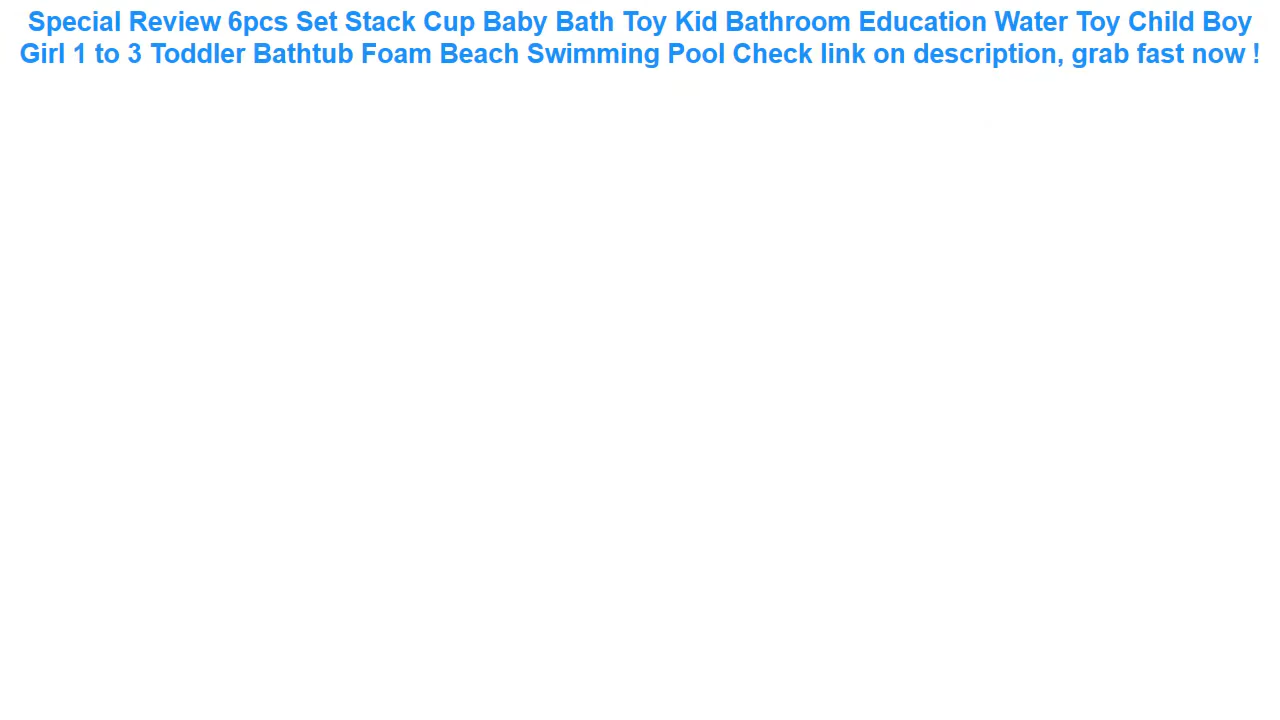 Special Review 6pcs Set Stack Cup Baby Bath Toy Kid Bathroom Education Water Toy Child Boy
Girl 1 to 3 Toddler Bathtub Foam Beach Swimming Pool Check link on description, grab fast now !